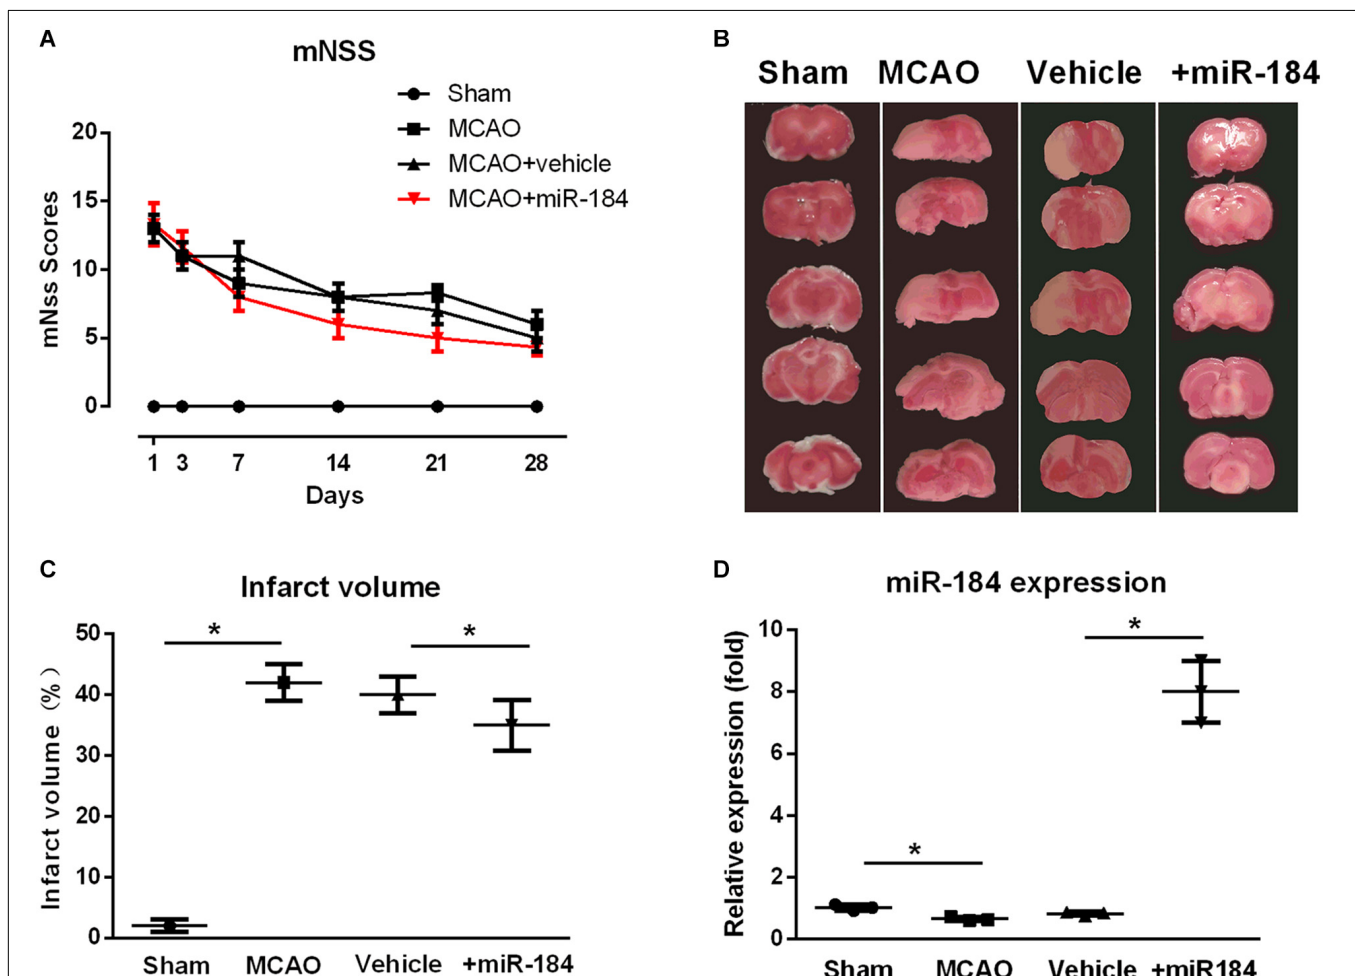 A
mNSS
Sham
MCAO
MCAO+vehicle
MCAO+miR-184
mNss Scores
20
15
10
5
0
1 3 7 14 21 28
Days
B
Sham MCAO Vehicle +miR-184
C
Infarct volume
Infarct volume (%)
50
40
30
20
10
0
* *
Sham MCAO Vehicle +miR-184
D
miR-184 expression
Relative expression (fold)
10
8
6
4
2
0
* *
Sham MCAO Vehicle +miR184